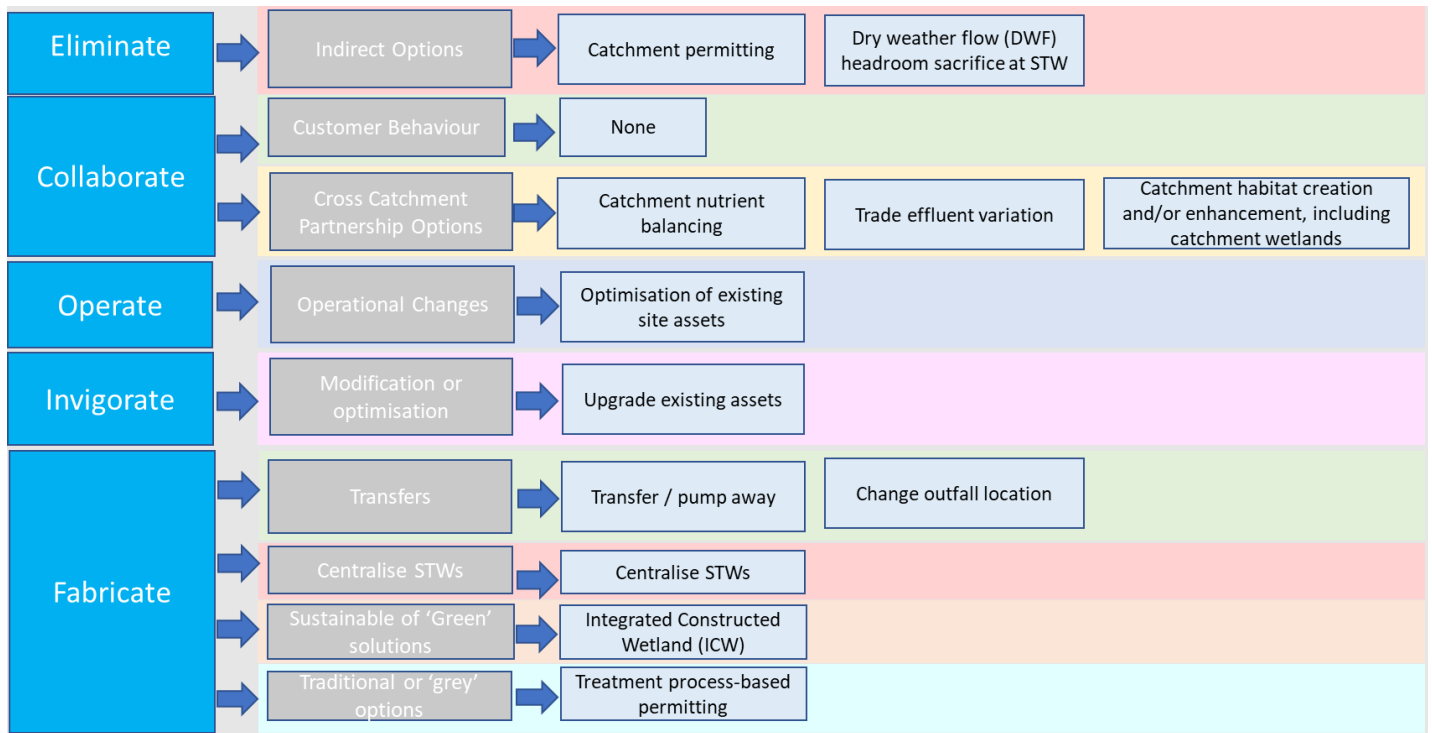 Eliminate
Indirect Options
Catchment permitting
Dry weather flow (DWF)
headroom sacrifice at STW
Collaborate
Customer Behaviour
None
Cross Catchment
Partnership Options
Catchment nutrient
balancing
Trade effluent variation
Catchment habitat creation
and/or enhancement, including
catchment wetlands
Operate
Operational Changes
Optimisation of existing
site assets
Invigorate
Modification or
optimisation
Upgrade existing assets
Fabricate
Transfers
Transfer / pump away
Change outfall location
Centralise STWs
Centralise STWs
Sustainable of ‘Green’
solutions
Integrated Constructed
Wetland (ICW)
Traditional or ‘grey’
options
Treatment process-based
permitting